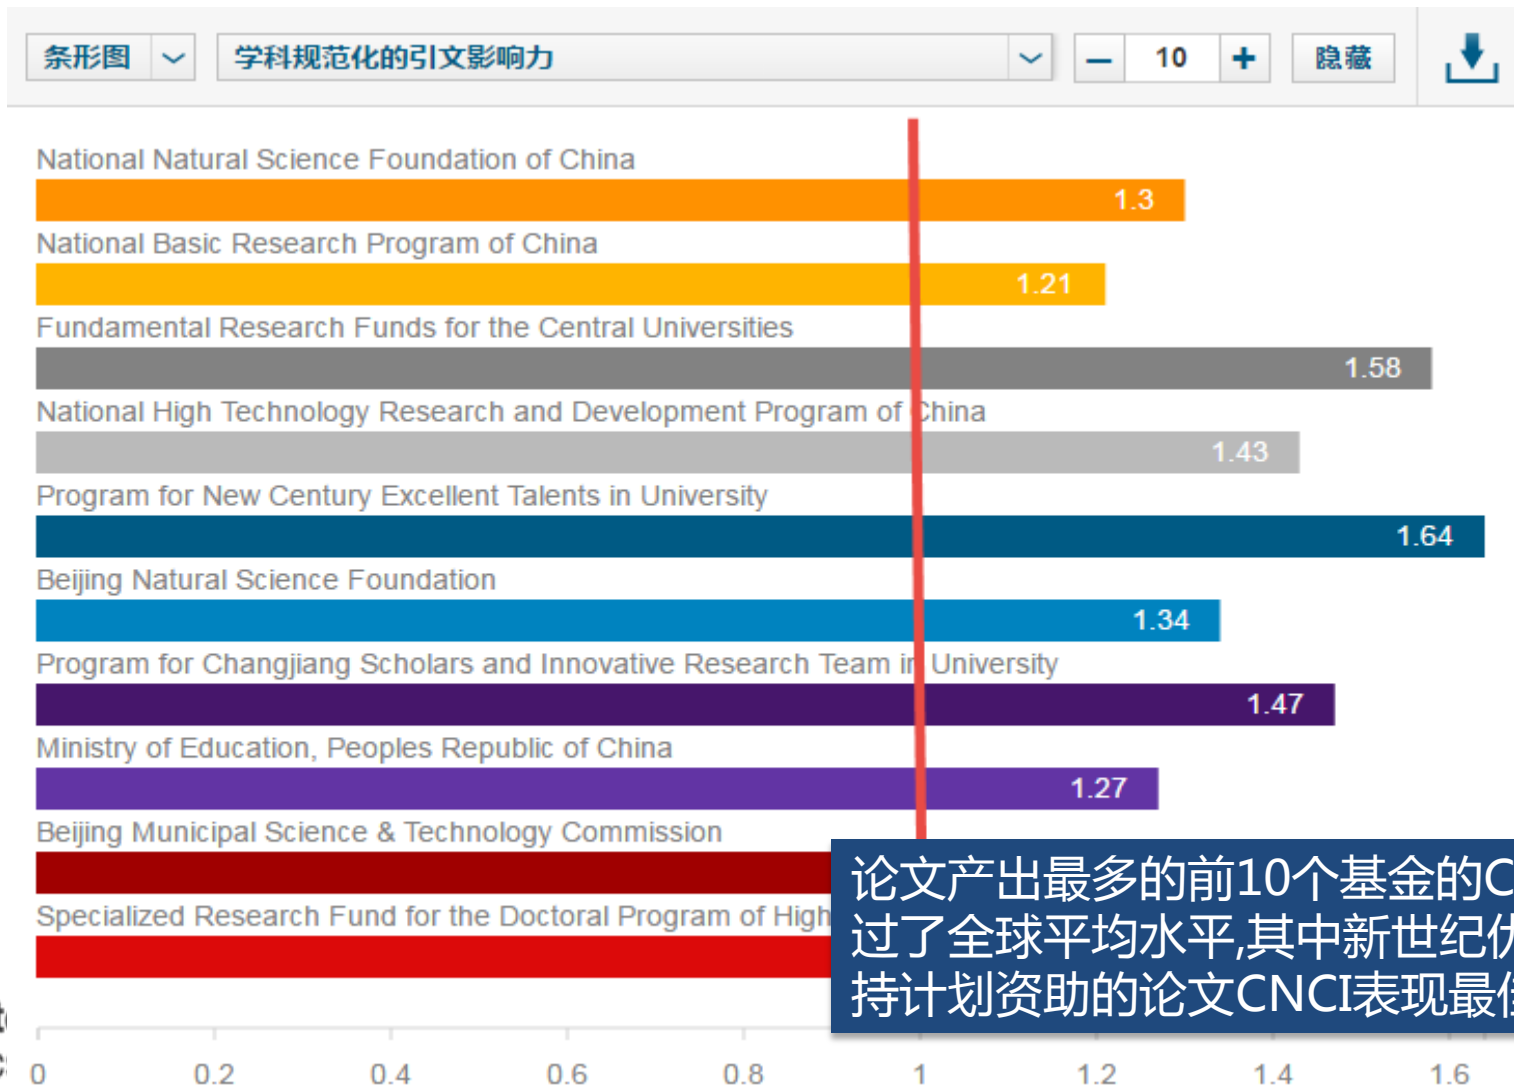 条形图
学科规范化的引文影响力
10
隐藏
National Natural Science Foundation of China
1.3
National Basic Research Program of China
1.21
Fundamental Research Funds for the Central Universities
1.58
National High Technology Research and Development Program of China
1.43
Program for New Century Excellent Talents in University
1.64
Beijing Natural Science Foundation
1.34
Program for Changjiang Scholars and Innovative Research Team in University
1.47
Ministry of Education, Peoples Republic of China
1.27
Beijing Municipal Science & Technology Commission
Specialized Research Fund for the Doctoral Program of High
论文产出最多的前10个基金的C
过了全球平均水平,其中新世纪优
持计划资助的论文CNCI表现最佳
0 0.2 0.4 0.6 0.8 1 1.2 1.4 1.6